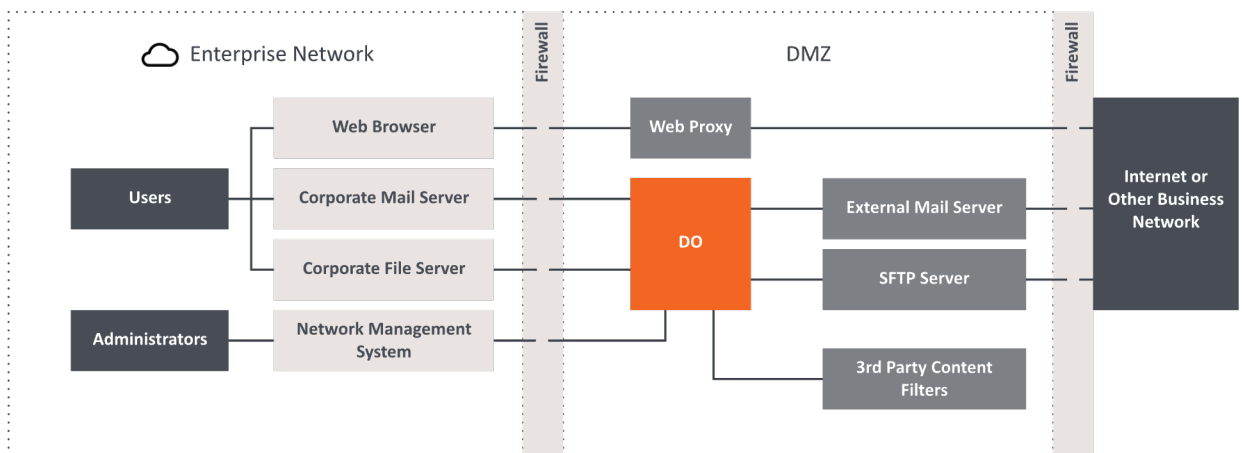 Enterprise Network
Firewall
DMZ
Firewall
Web Browser
Web Proxy
Users
Corporate Mail Server
DO
External Mail Server
Internet or
Other Business
Network
Corporate File Server
SFTP Server
Administrators
Network Management
System
3rd Party Content
Filters